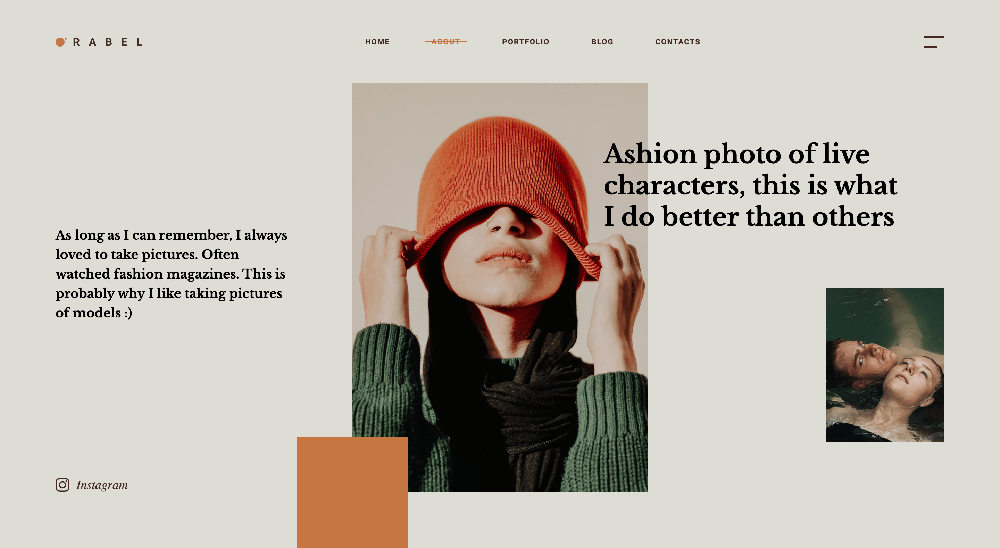 RABEL
HOME ABOUT PORTFOLIO BLOG CONTACTS
Ashion photo of live
characters, this is what
I do better than others
As long as I can remember, I always
loved to take pictures. Often
watched fashion magazines. This is
probably why I like taking pictures
of models :)
Instagram